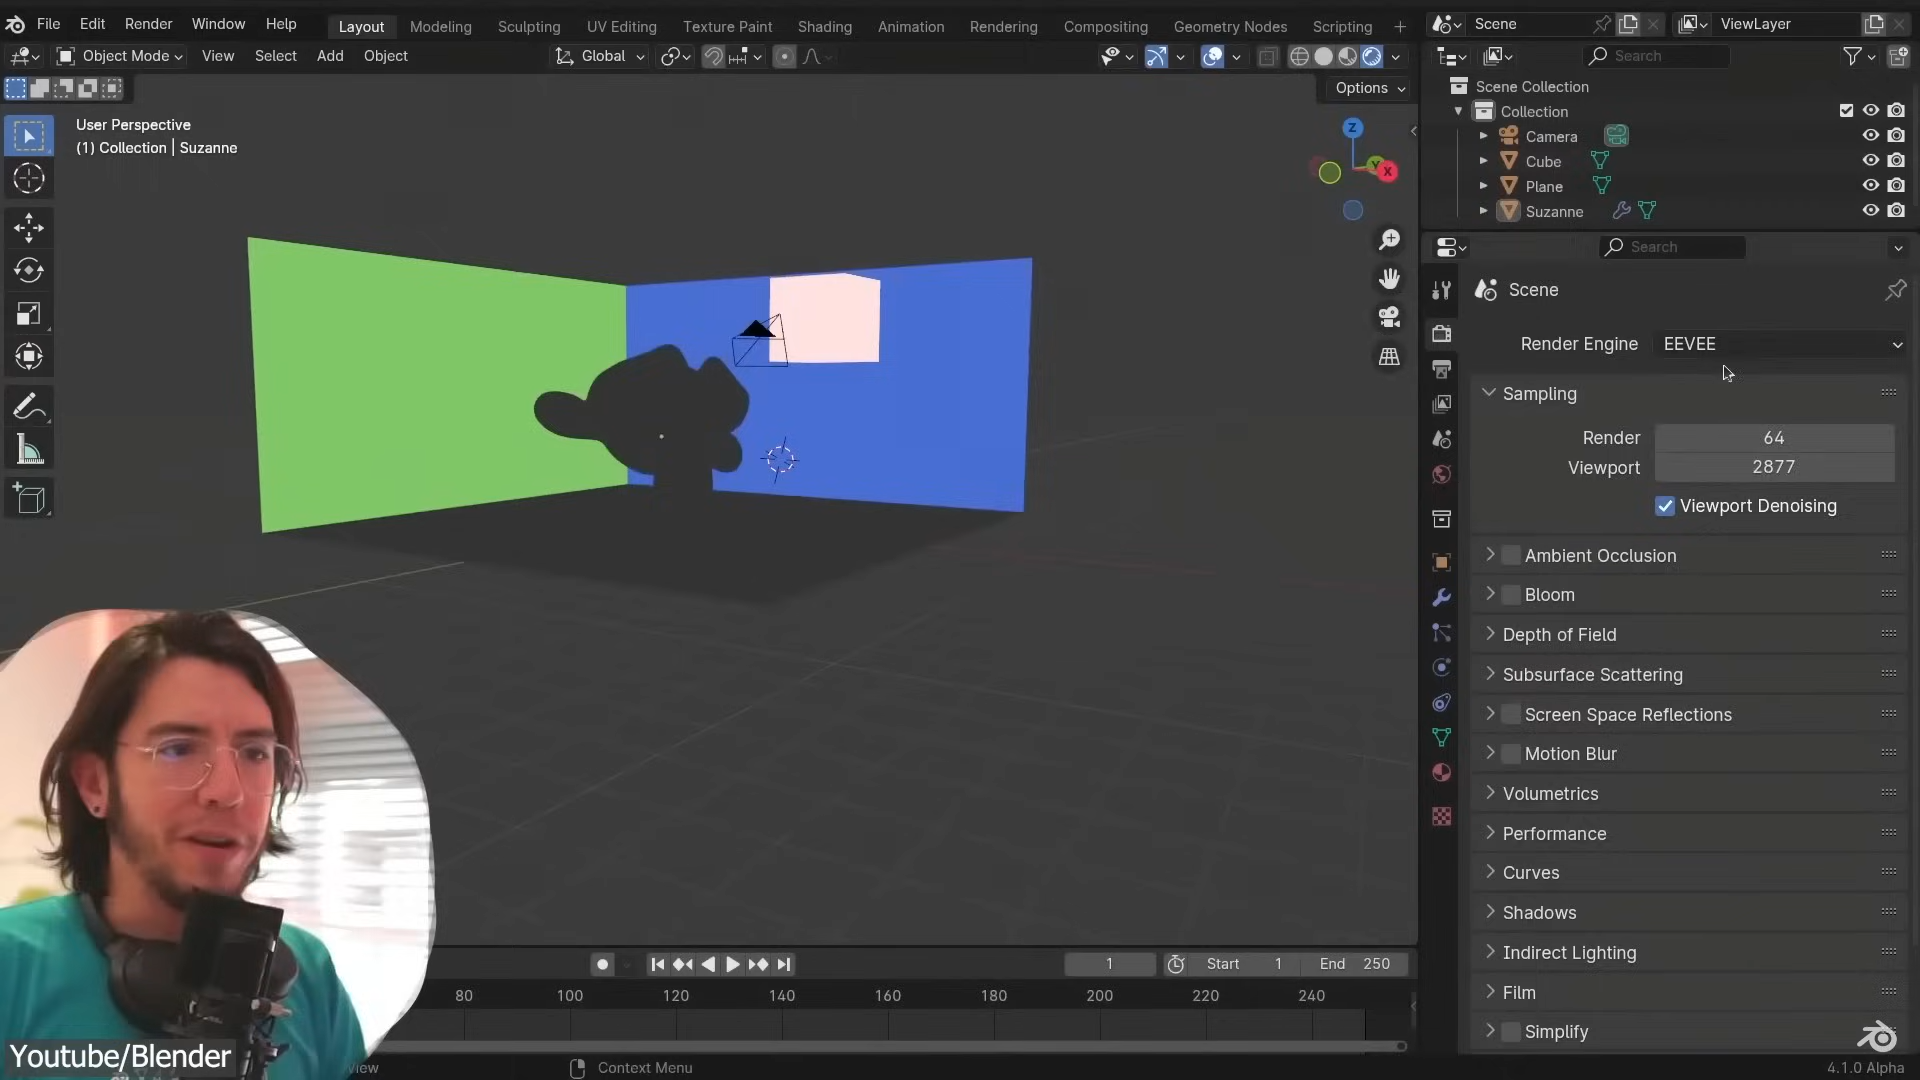 File Edit Render Window Help Layout Modeling Sculpting UV Editing Texture Paint Shading Animation Rendering Compositing Geometry Nodes Scripting + Scene ViewLayer
Object Mode View Select Add Object Global Search
Options
User Perspective
(1) Collection | Suzanne
Z
Y
X
Scene Collection
Collection
Camera
Cube
Plane
Suzanne
Search
Scene
Render Engine EEVEE
Sampling
Render 64
Viewport 2877
Viewport Denoising
Ambient Occlusion
Bloom
Depth of Field
Subsurface Scattering
Screen Space Reflections
Motion Blur
Volumetrics
Performance
Curves
Shadows
Indirect Lighting
Film
Simplify
1 Start 1 End 250
80 100 120 140 160 180 200 220 240
Youtube/Blender
Context Menu
4.1.0 Alpha